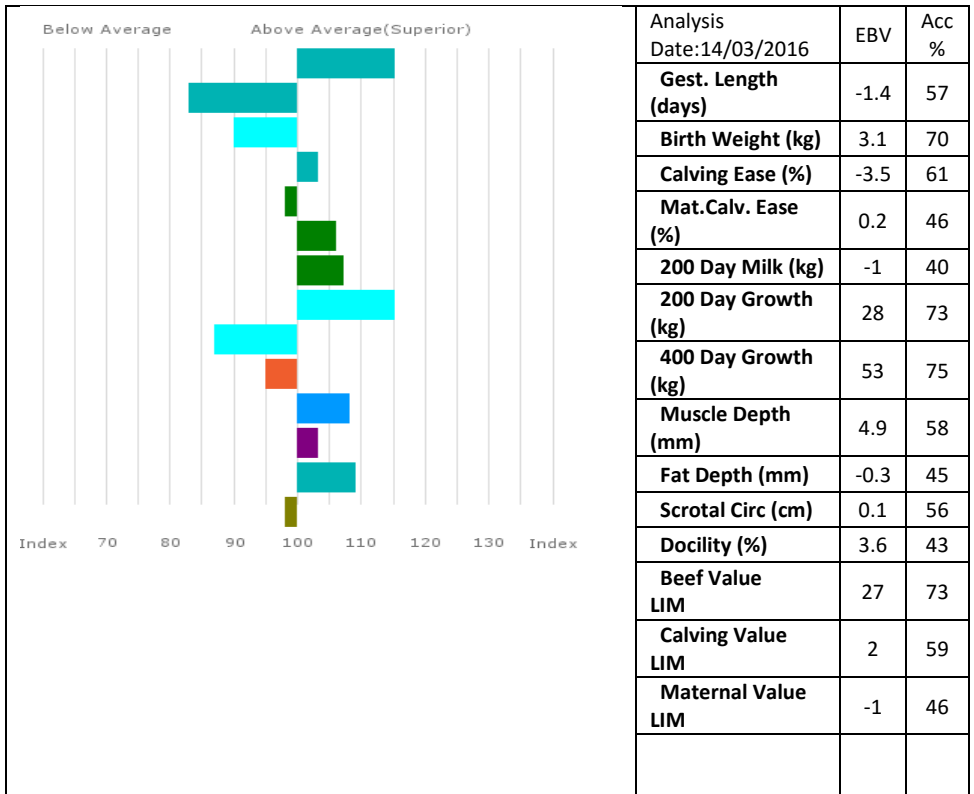 Below Average Above Average(Superior)
Index 70 80 90 100 110 120 130 Index
Analysis
Date:14/03/2016 EBV Acc
%
Gest. Length
(days) -1.4 57
Birth Weight (kg) 3.1 70
Calving Ease (%) -3.5 61
Mat.Calv. Ease
(%) 0.2 46
200 Day Milk (kg) -1 40
200 Day Growth
(kg) 28 73
400 Day Growth
(kg) 53 75
Muscle Depth
(mm) 4.9 58
Fat Depth (mm) -0.3 45
Scrotal Circ (cm) 0.1 56
Docility (%) 3.6 43
Beef Value
LIM 27 73
Calving Value
LIM 2 59
Maternal Value
LIM -1 46